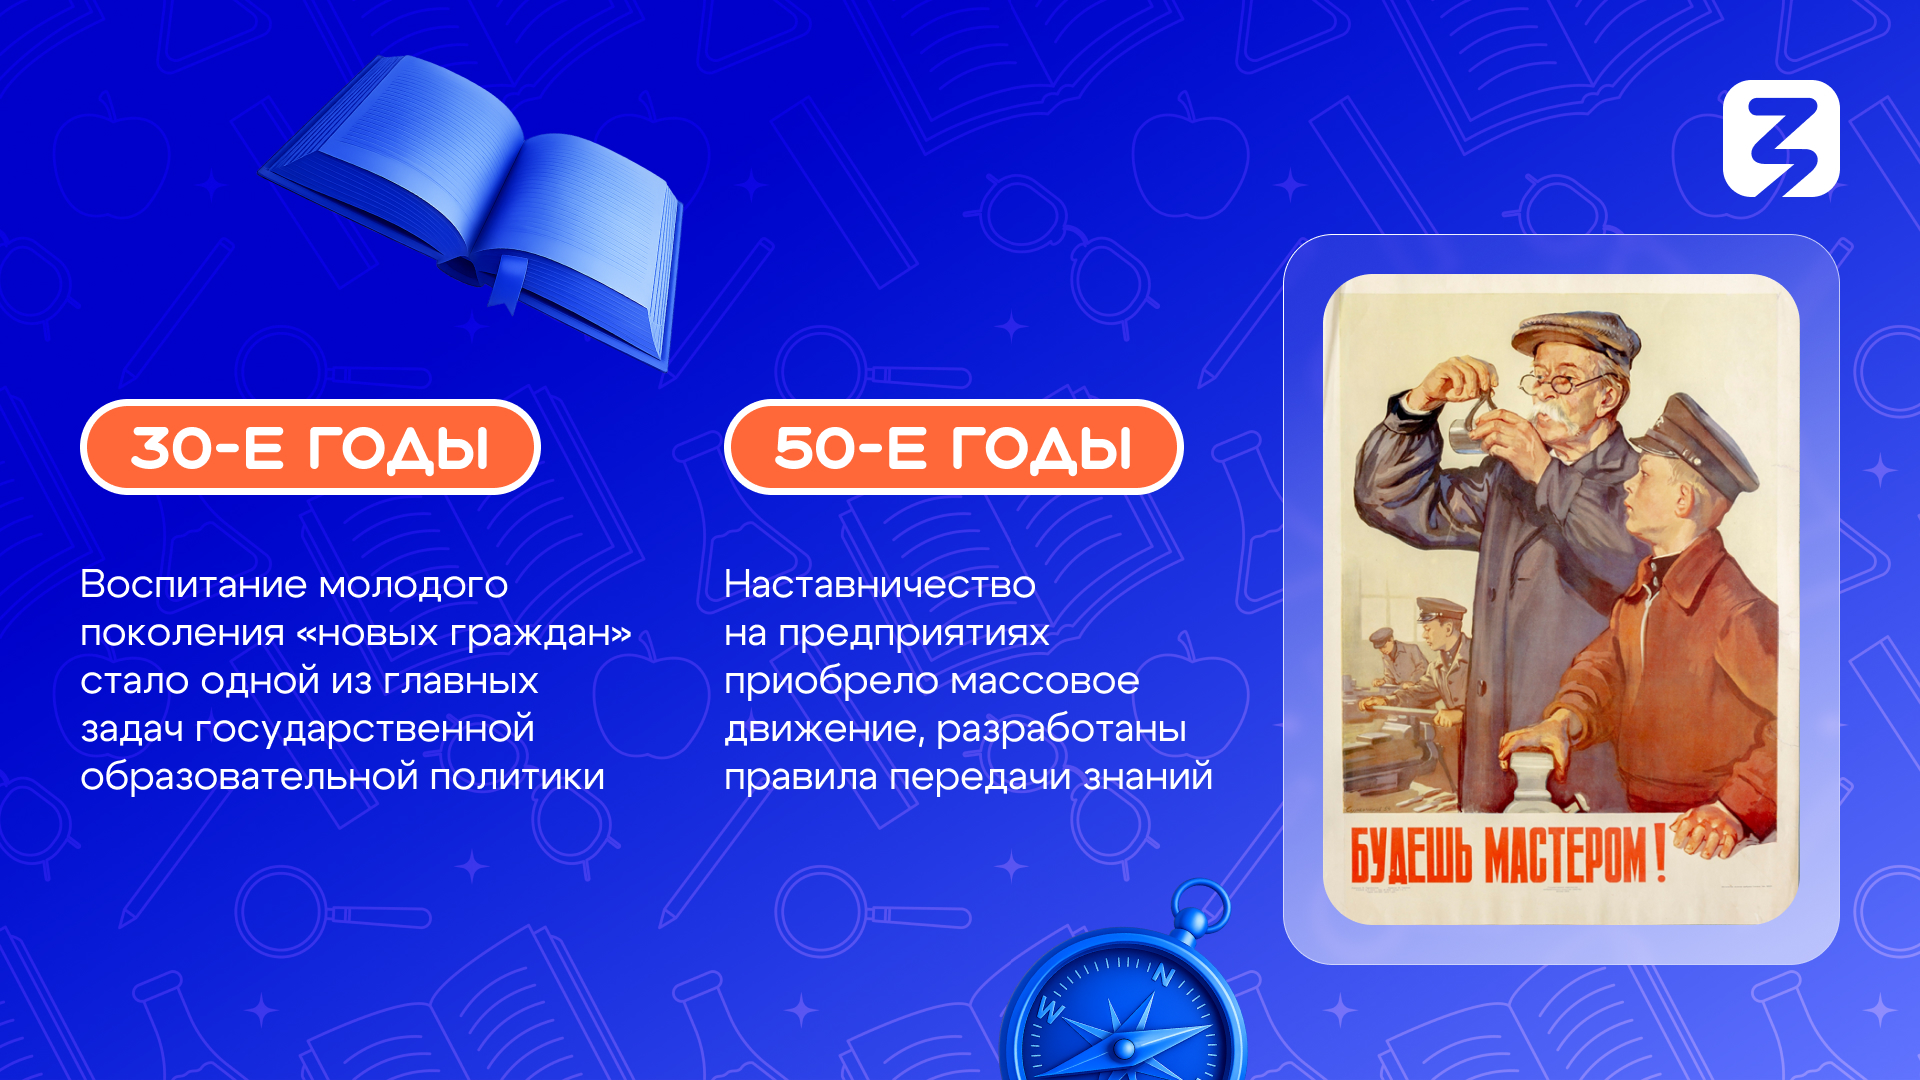 30-Е ГОДЫ
Воспитание молодого
поколения «новых граждан»
стало одной из главных
задач государственной
образовательной политики
50-Е ГОДЫ
Наставничество
на предприятиях
приобрело массовое
движение, разработаны
правила передачи знаний
БУДЕШЬ МАСТЕРОМ!
N
W